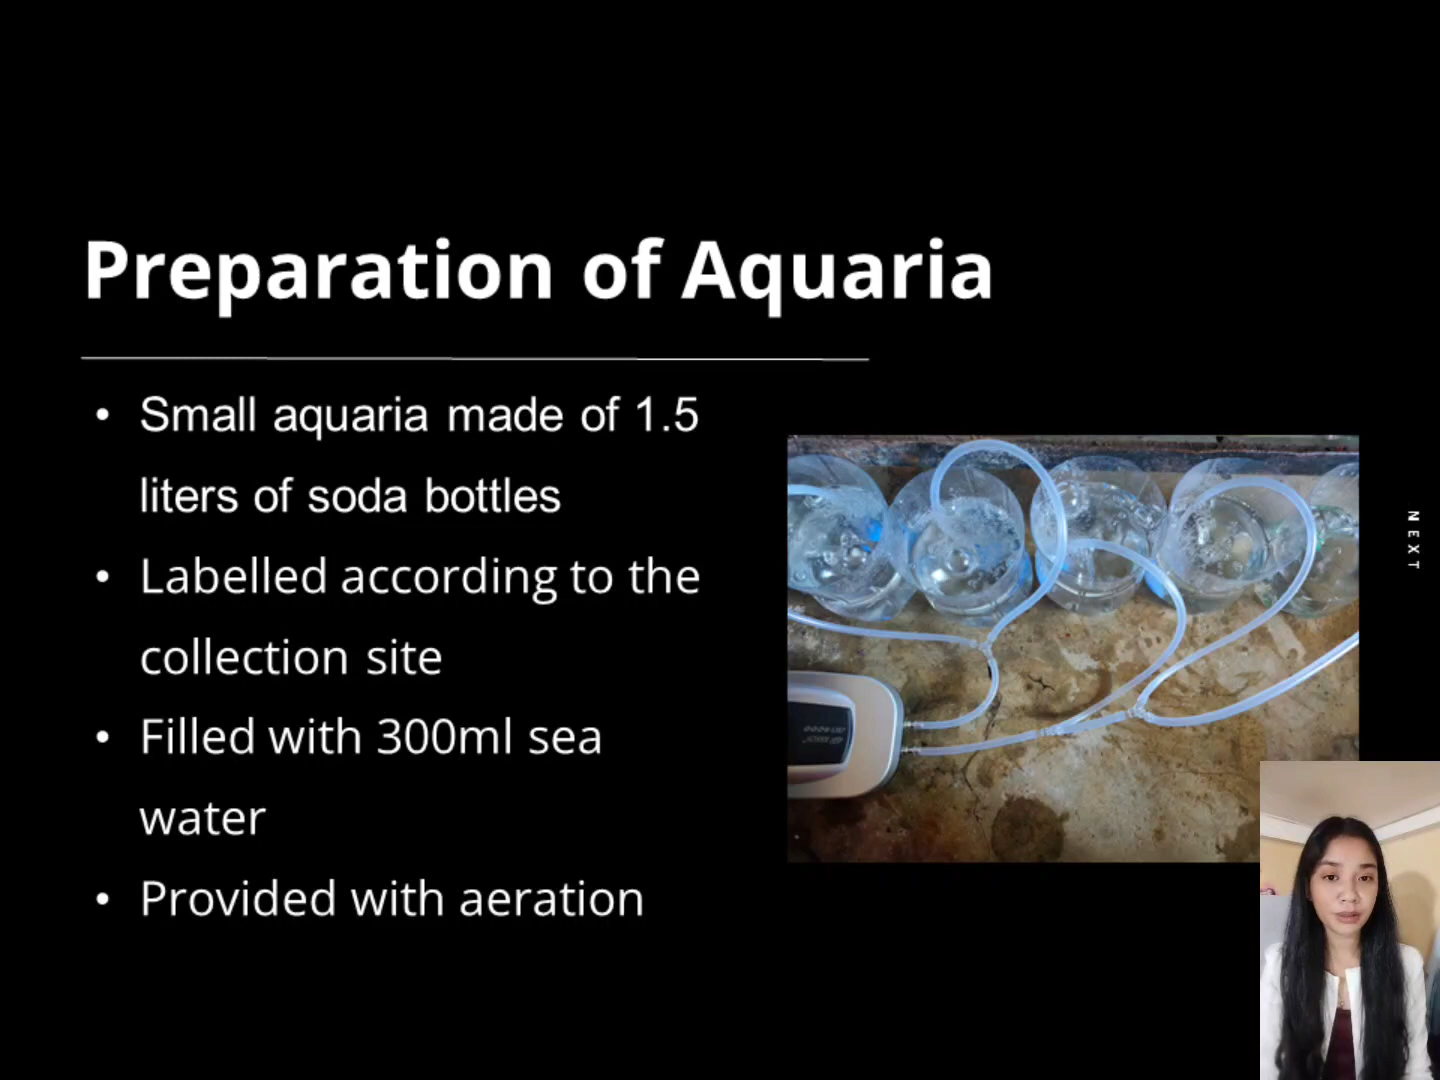 Preparation of Aquaria
• Small aquaria made of 1.5
liters of soda bottles
• Labelled according to the
collection site
• Filled with 300ml sea
water
• Provided with aeration
NEXT